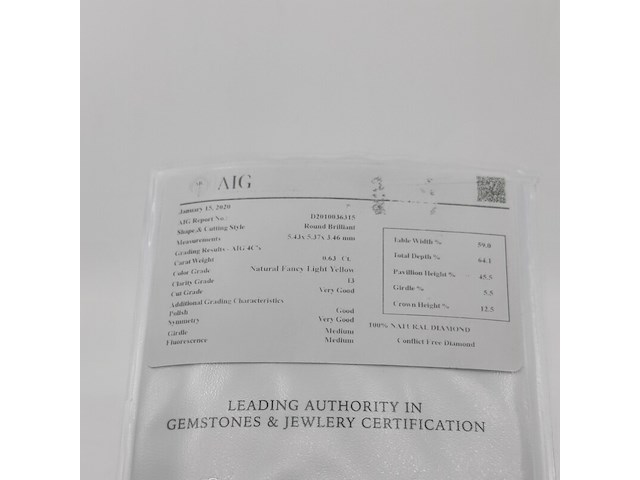 AIG
January 15, 2020
AIG Report No.: D2010036315
Shape & Cutting Style Round Brilliant
Measurements 5.43x 5.37x 3.46 mm
Grading Results - AIG 4C's
Carat Weight 0.63 Ct.
Color Grade Natural Fancy Light Yellow
Clarity Grade I3
Cut Grade Very Good
Additional Grading Characteristics
Polish Good
Symmetry Very Good
Girdle Medium
Fluorescence Medium
Table Width % 59.0
Total Depth % 64.1
Pavillion Height % 45.5
Girdle % 5.5
Crown Height % 12.5
100% NATURAL DIAMOND
Conflict Free Diamond
LEADING AUTHORITY IN
GEMSTONES & JEWLERY CERTIFICATION